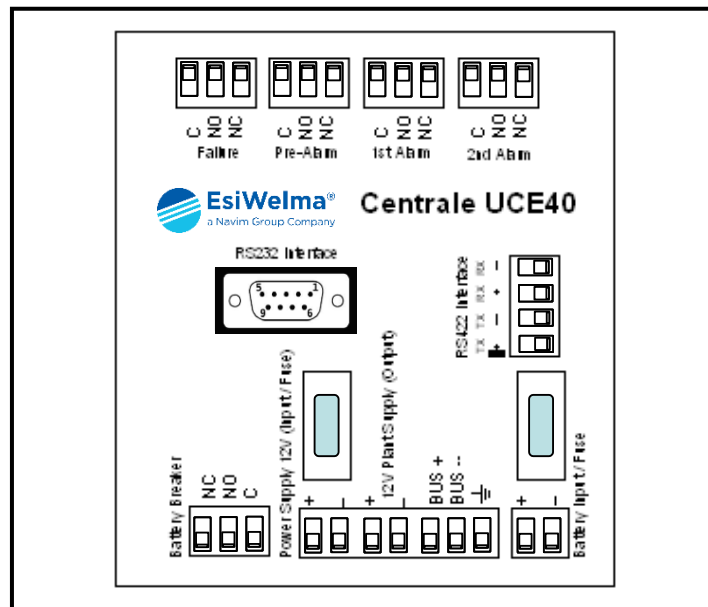 C NO NC
Failure
C NO NC
Pre-Alarm
C NO NC
1st Alarm
C NO NC
2nd Alarm
EsiWelma®
a Navim Group Company
Centrale UCE40
RS232 Interface
5 1
9 6
RS422 Interface
TX + TX - RX + RX -
Battery Breaker
NC NO C
Power Supply 12V (Input/Fuse)
+ -
12V Plant Supply (Output)
+ -
BUS +
BUS --
Battery Input/Fuse
+ -